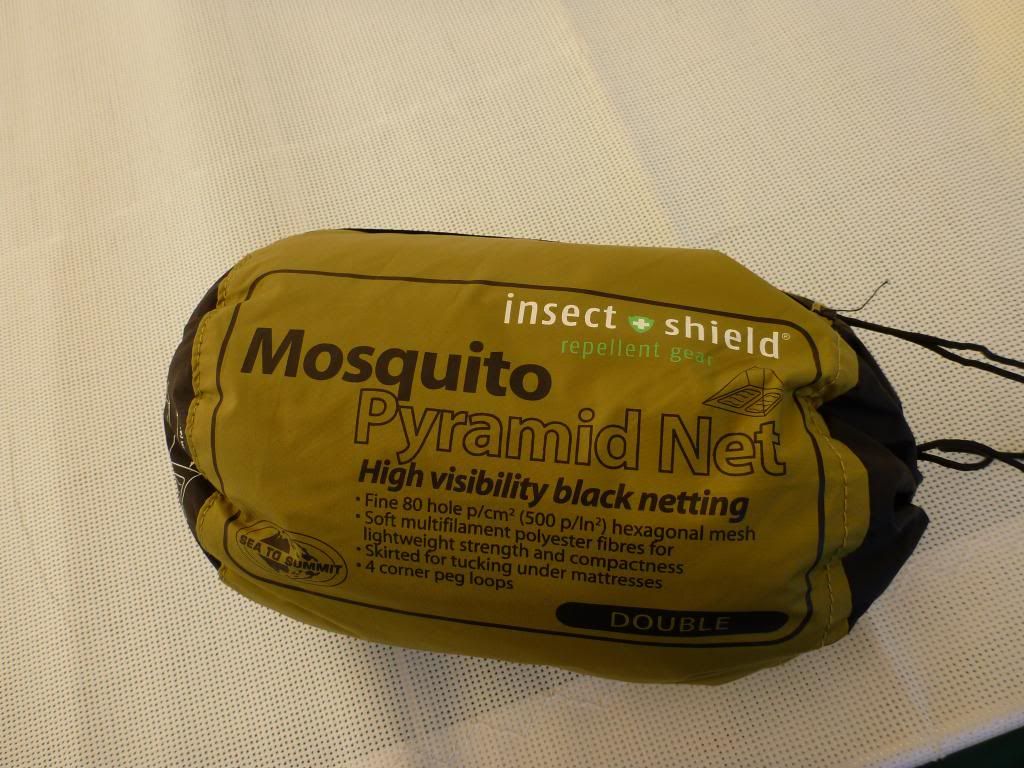 insect shield®
repellent gear
Mosquito
Pyramid Net
High visibility black netting
• Fine 80 hole p/cm² (500 p/In²) hexagonal mesh
• Soft multifilament polyester fibres for
lightweight strength and compactness
• Skirted for tucking under mattresses
• 4 corner peg loops
SEA TO SUMMIT
DOUBLE